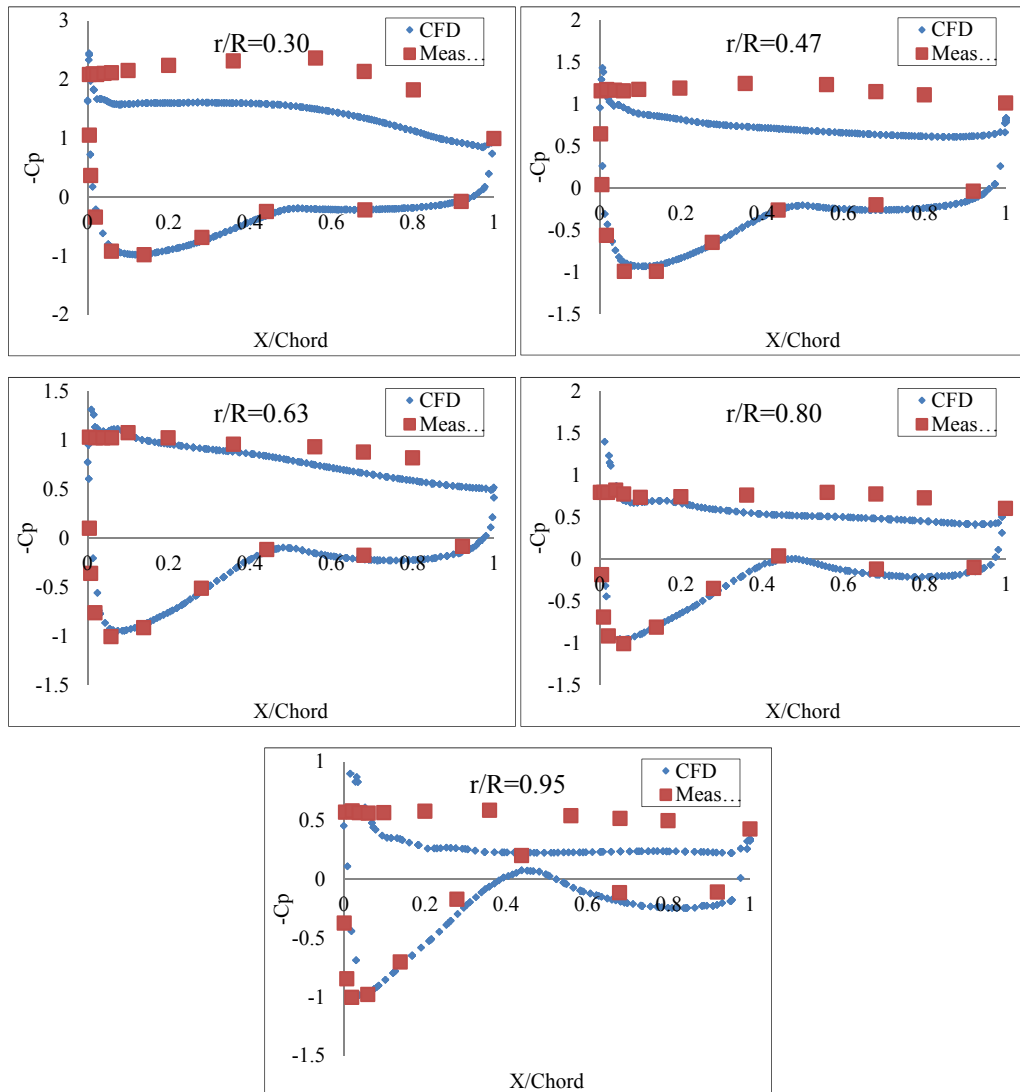 r/R=0.30
CFD
Meas…
3
2
1
0
-1
-2
0
0.2
0.4
0.6
0.8
1
-Cp
X/Chord
r/R=0.47
CFD
Meas…
2
1.5
1
0.5
0
-0.5
-1
-1.5
0
0.2
0.4
0.6
0.8
1
-Cp
X/Chord
r/R=0.63
CFD
Meas…
1.5
1
0.5
0
-0.5
-1
-1.5
0
0.2
0.4
0.6
0.8
1
-Cp
X/Chord
r/R=0.80
CFD
Meas…
2
1.5
1
0.5
0
-0.5
-1
-1.5
0
0.2
0.4
0.6
0.8
1
-Cp
X/Chord
r/R=0.95
CFD
Meas…
1
0.5
0
-0.5
-1
-1.5
0
0.2
0.4
0.6
0.8
1
-Cp
X/Chord